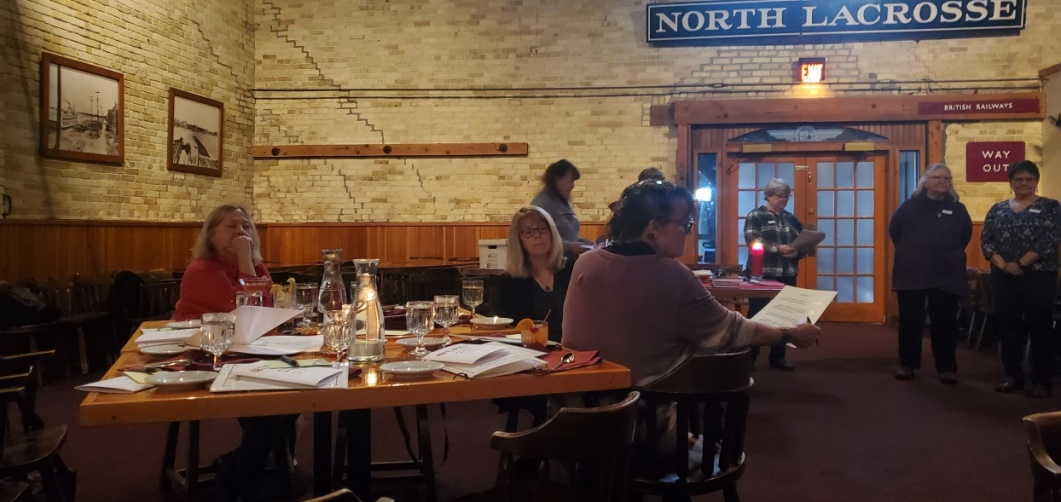 NORTH LACROSSE
EXIT
BRITISH RAILWAYS
WAY
OUT